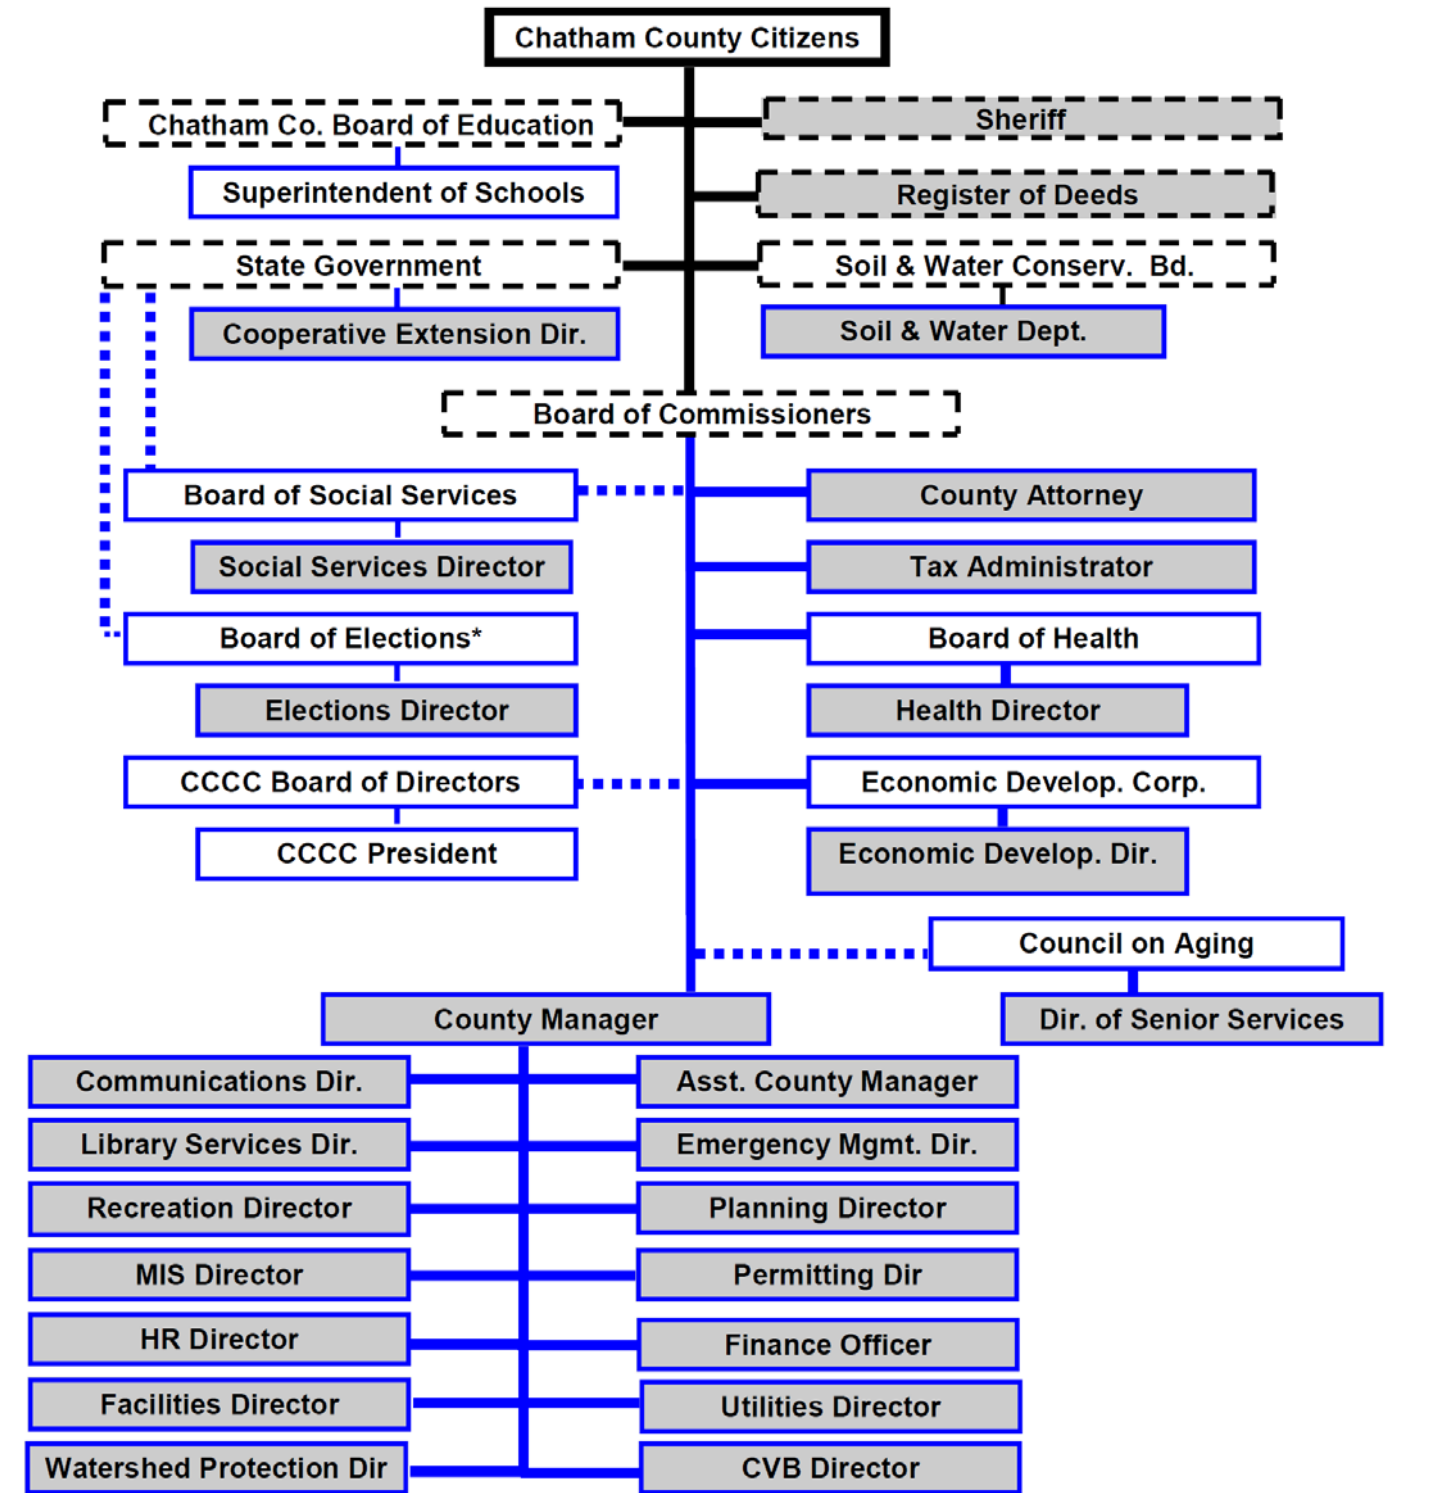 Chatham County Citizens
Chatham Co. Board of Education
Sheriff
Superintendent of Schools
Register of Deeds
State Government
Soil & Water Conserv. Bd.
Cooperative Extension Dir.
Soil & Water Dept.
Board of Commissioners
Board of Social Services
County Attorney
Social Services Director
Tax Administrator
Board of Elections*
Board of Health
Elections Director
Health Director
CCCC Board of Directors
Economic Develop. Corp.
CCCC President
Economic Develop. Dir.
Council on Aging
County Manager
Dir. of Senior Services
Communications Dir.
Asst. County Manager
Library Services Dir.
Emergency Mgmt. Dir.
Recreation Director
Planning Director
MIS Director
Permitting Dir
HR Director
Finance Officer
Facilities Director
Utilities Director
Watershed Protection Dir
CVB Director